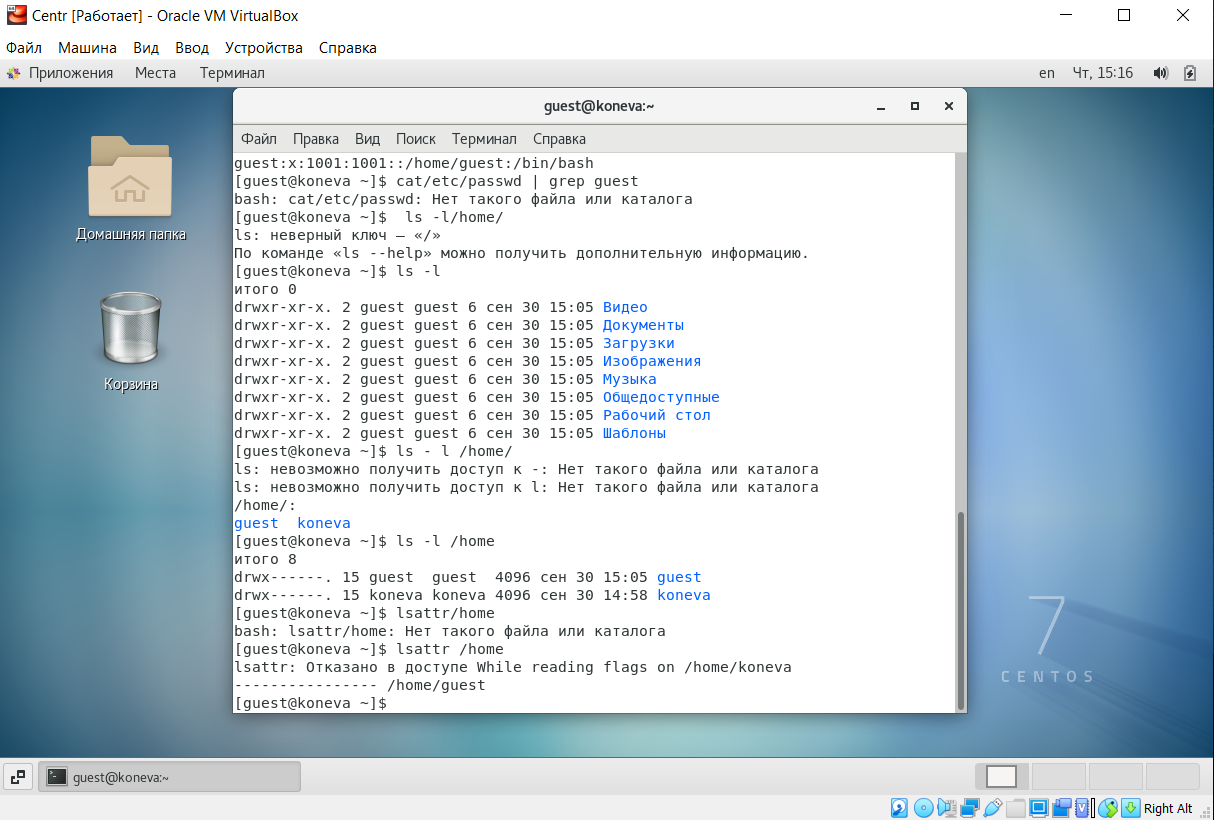 Centr [Работает] - Oracle VM VirtualBox
Файл Машина Вид Ввод Устройства Справка
Приложения Места Терминал en Чт, 15:16
guest@koneva:~
Файл Правка Вид Поиск Терминал Справка
guest:x:1001:1001::/home/guest:/bin/bash
[guest@koneva ~]$ cat/etc/passwd | grep guest
bash: cat/etc/passwd: Нет такого файла или каталога
[guest@koneva ~]$  ls -l/home/
ls: неверный ключ — «/»
По команде «ls --help» можно получить дополнительную информацию.
[guest@koneva ~]$ ls -l
итого 0
drwxr-xr-x. 2 guest guest 6 сен 30 15:05 Видео
drwxr-xr-x. 2 guest guest 6 сен 30 15:05 Документы
drwxr-xr-x. 2 guest guest 6 сен 30 15:05 Загрузки
drwxr-xr-x. 2 guest guest 6 сен 30 15:05 Изображения
drwxr-xr-x. 2 guest guest 6 сен 30 15:05 Музыка
drwxr-xr-x. 2 guest guest 6 сен 30 15:05 Общедоступные
drwxr-xr-x. 2 guest guest 6 сен 30 15:05 Рабочий стол
drwxr-xr-x. 2 guest guest 6 сен 30 15:05 Шаблоны
[guest@koneva ~]$ ls - l /home/
ls: невозможно получить доступ к -: Нет такого файла или каталога
ls: невозможно получить доступ к l: Нет такого файла или каталога
/home/:
guest  koneva
[guest@koneva ~]$ ls -l /home
итого 8
drwx------. 15 guest  guest  4096 сен 30 15:05 guest
drwx------. 15 koneva koneva 4096 сен 30 14:58 koneva
[guest@koneva ~]$ lsattr/home
bash: lsattr/home: Нет такого файла или каталога
[guest@koneva ~]$ lsattr /home
lsattr: Отказано в доступе While reading flags on /home/koneva
---------------- /home/guest
[guest@koneva ~]$
Домашняя папка
Корзина
7
CENTOS
guest@koneva:~
Right Alt